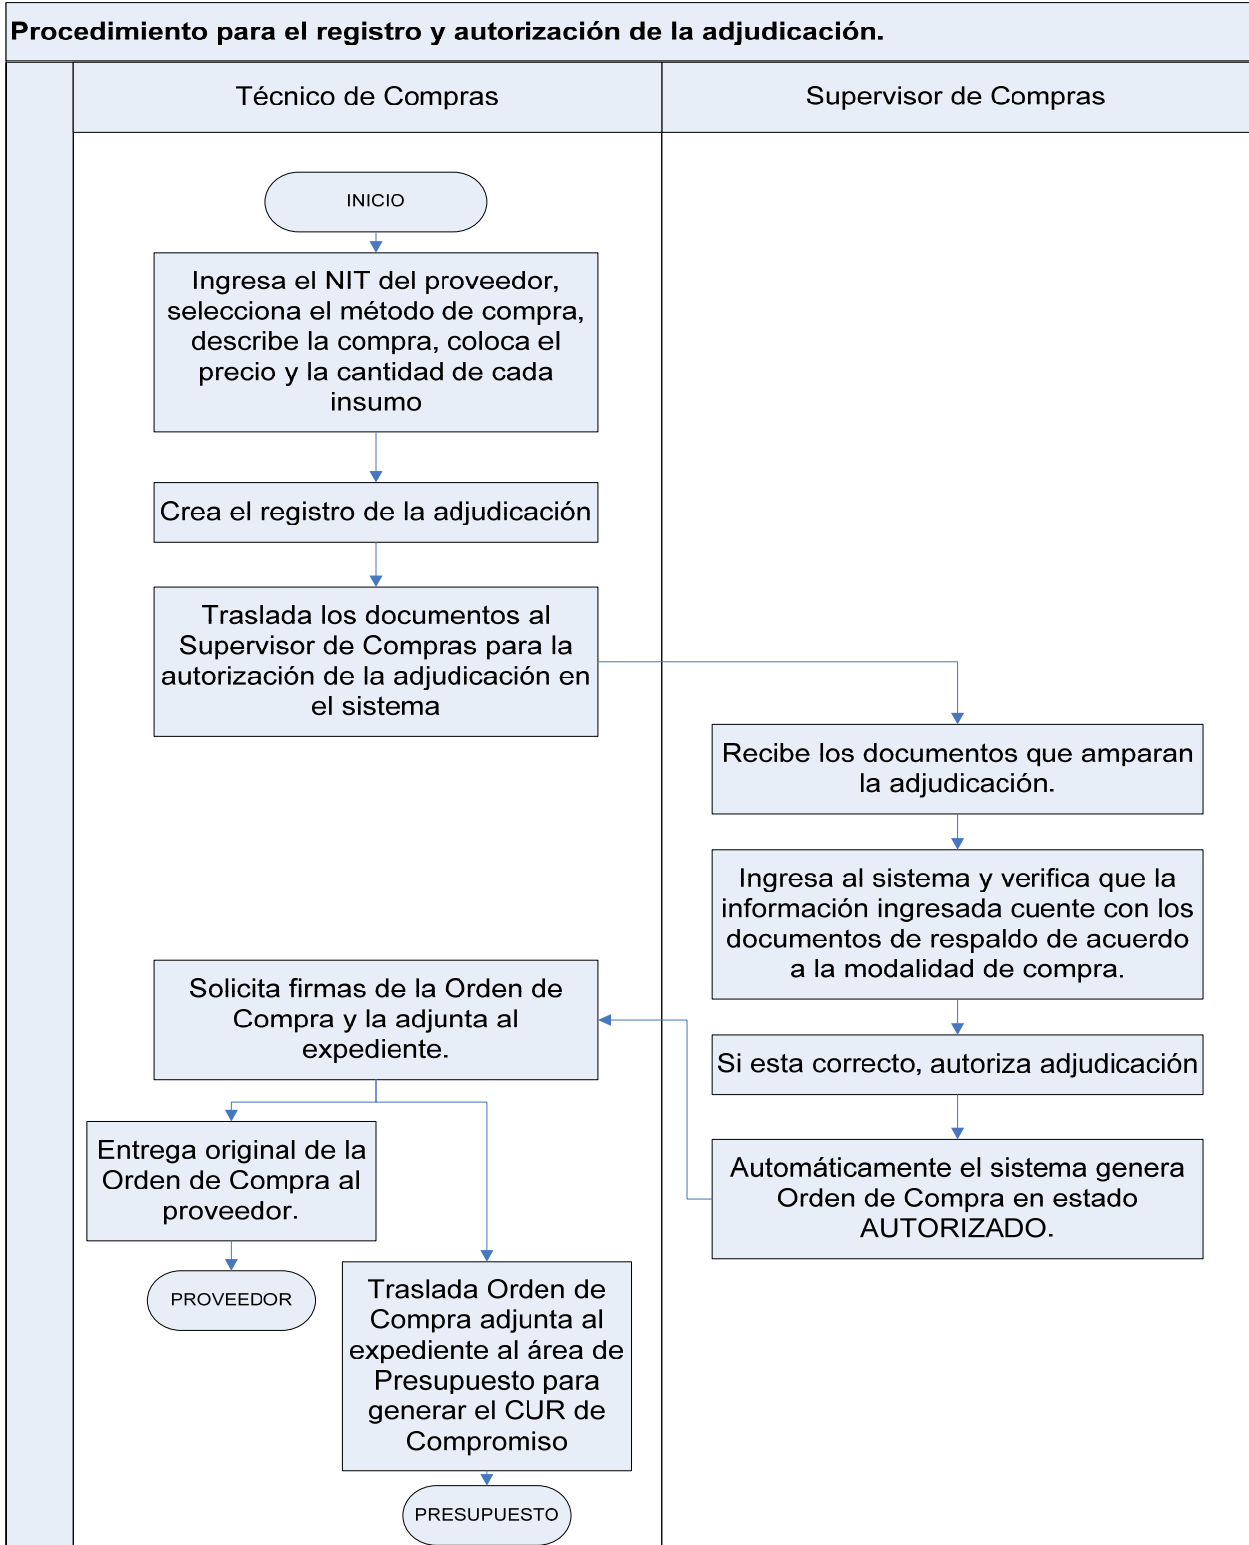 Procedimiento para el registro y autorización de la adjudicación.
Técnico de Compras
Supervisor de Compras
INICIO
Ingresa el NIT del proveedor,
selecciona el método de compra,
describe la compra, coloca el
precio y la cantidad de cada
insumo
Crea el registro de la adjudicación
Traslada los documentos al
Supervisor de Compras para la
autorización de la adjudicación en
el sistema
Recibe los documentos que amparan
la adjudicación.
Ingresa al sistema y verifica que la
información ingresada cuente con los
documentos de respaldo de acuerdo
a la modalidad de compra.
Si esta correcto, autoriza adjudicación
Automáticamente el sistema genera
Orden de Compra en estado
AUTORIZADO.
Solicita firmas de la Orden de
Compra y la adjunta al
expediente.
Entrega original de la
Orden de Compra al
proveedor.
PROVEEDOR
Traslada Orden de
Compra adjunta al
expediente al área de
Presupuesto para
generar el CUR de
Compromiso
PRESUPUESTO